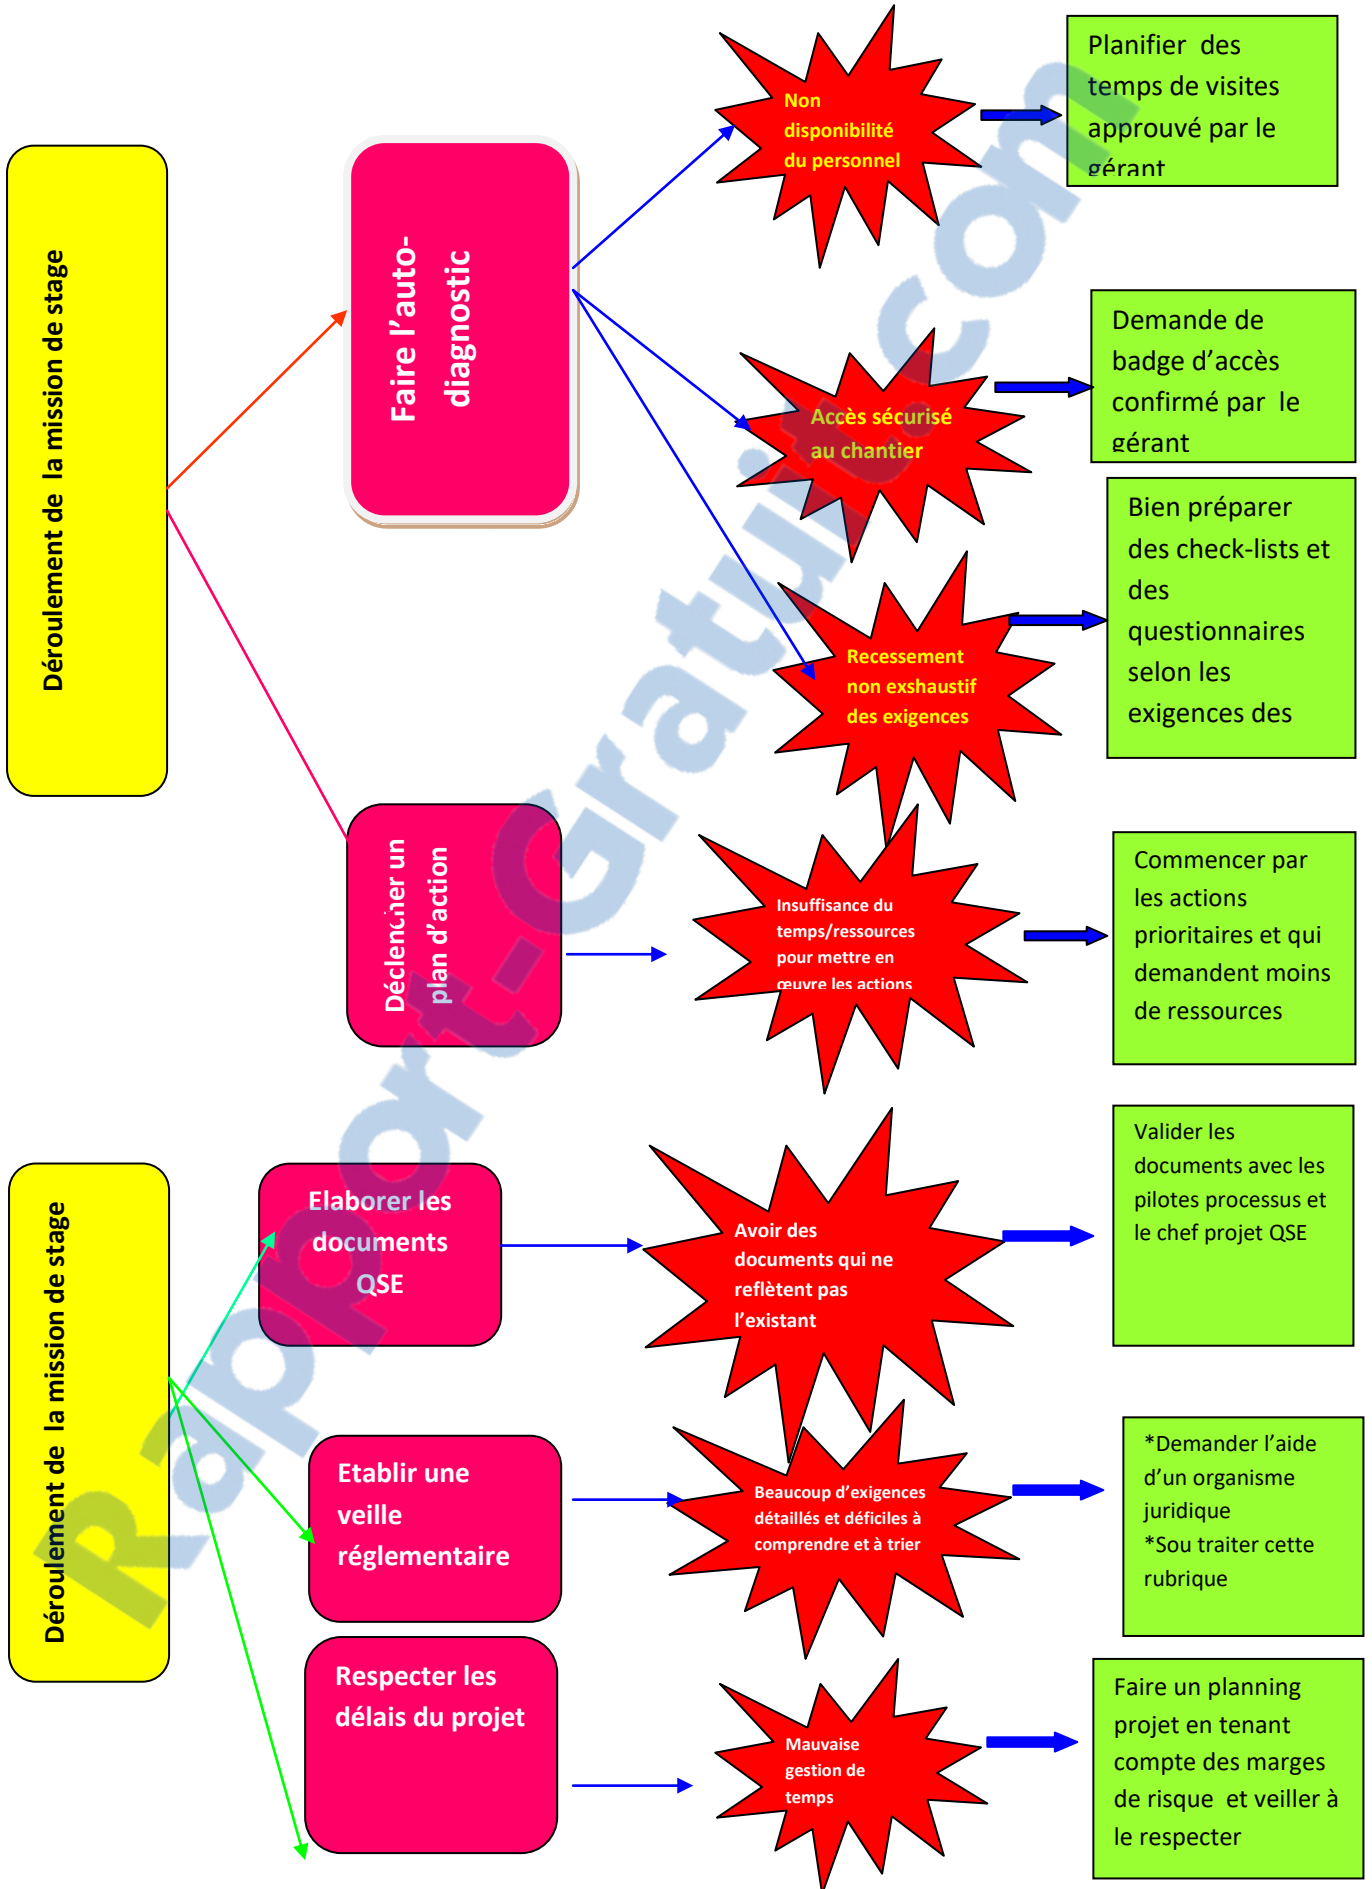 Déroulement de la mission de stage
Faire l'auto-
diagnostic
Non
disponibilité
du personnel
Planifier des
temps de visites
approuvé par le
gérant
Accès sécurisé
au chantier
Demande de
badge d'accès
confirmé par le
gérant
Recessement
non exshaustif
des exigences
Bien préparer
des check-lists et
des
questionnaires
selon les
exigences des
Déclencher un
plan d'action
Insuffisance du
temps/ressources
pour mettre en
œuvre les actions
Commencer par
les actions
prioritaires et qui
demandent moins
de ressources
Déroulement de la mission de stage
Elaborer les
documents
QSE
Avoir des
documents qui ne
reflètent pas
l'existant
Valider les
documents avec les
pilotes processus et
le chef projet QSE
Etablir une
veille
réglementaire
Beaucoup d'exigences
détaillés et déficiles à
comprendre et à trier
*Demander l'aide
d'un organisme
juridique
*Sou traiter cette
rubrique
Respecter les
délais du projet
Mauvaise
gestion de
temps
Faire un planning
projet en tenant
compte des marges
de risque et veiller à
le respecter
Rapport-Gratuit.com